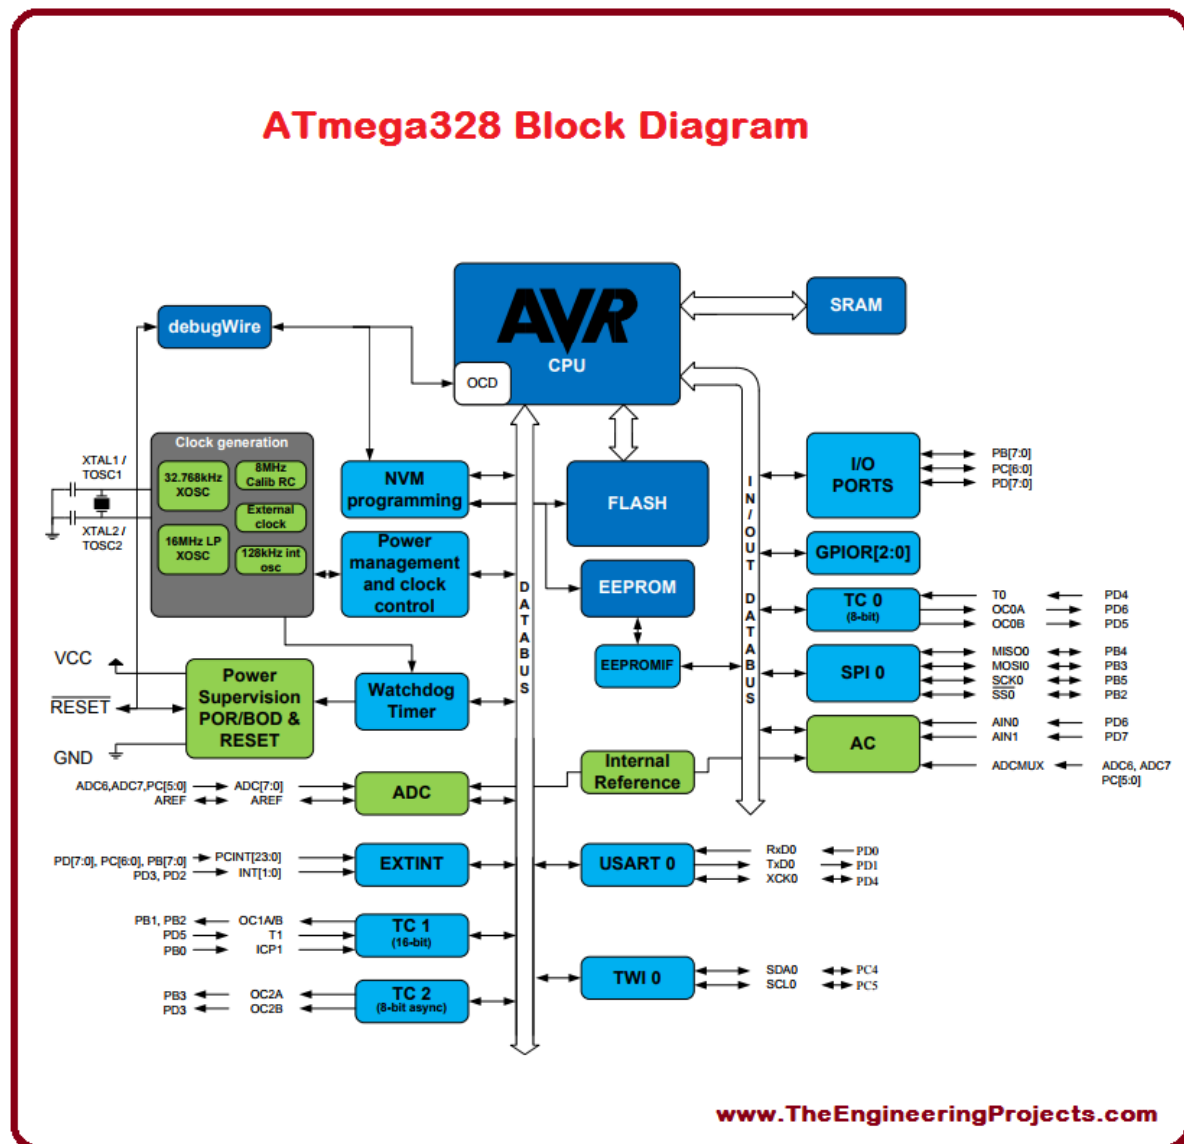 ATmega328 Block Diagram
AVR
CPU
OCD
SRAM
debugWire
Clock generation
32.768kHz
XOSC
8MHz
Calib RC
External
clock
16MHz LP
XOSC
128kHz int
osc
XTAL1 /
TOSC1
XTAL2 /
TOSC2
NVM
programming
Power
management
and clock
control
FLASH
EEPROM
EEPROMIF
DATABUS
IN/OUT DATABUS
I/O
PORTS
PB[7:0]
PC[6:0]
PD[7:0]
GPIOR[2:0]
TC 0
(8-bit)
T0 PD4
OC0A PD6
OC0B PD5
SPI 0
MISO0 PB4
MOSI0 PB3
SCK0 PB5
SS0 PB2
AC
AIN0 PD6
AIN1 PD7
ADCMUX ADC6, ADC7
PC[5:0]
VCC
RESET
GND
Power
Supervision
POR/BOD &
RESET
Watchdog
Timer
Internal
Reference
ADC6,ADC7,PC[5:0] ADC[7:0]
AREF AREF
ADC
PD[7:0], PC[6:0], PB[7:0] PCINT[23:0]
PD3, PD2 INT[1:0]
EXTINT
USART 0
RxD0 PD0
TxD0 PD1
XCK0 PD4
PB1, PB2 OC1A/B
PD5 T1
PB0 ICP1
TC 1
(16-bit)
TWI 0
SDA0 PC4
SCL0 PC5
PB3 OC2A
PD3 OC2B
TC 2
(8-bit async)
www.TheEngineeringProjects.com